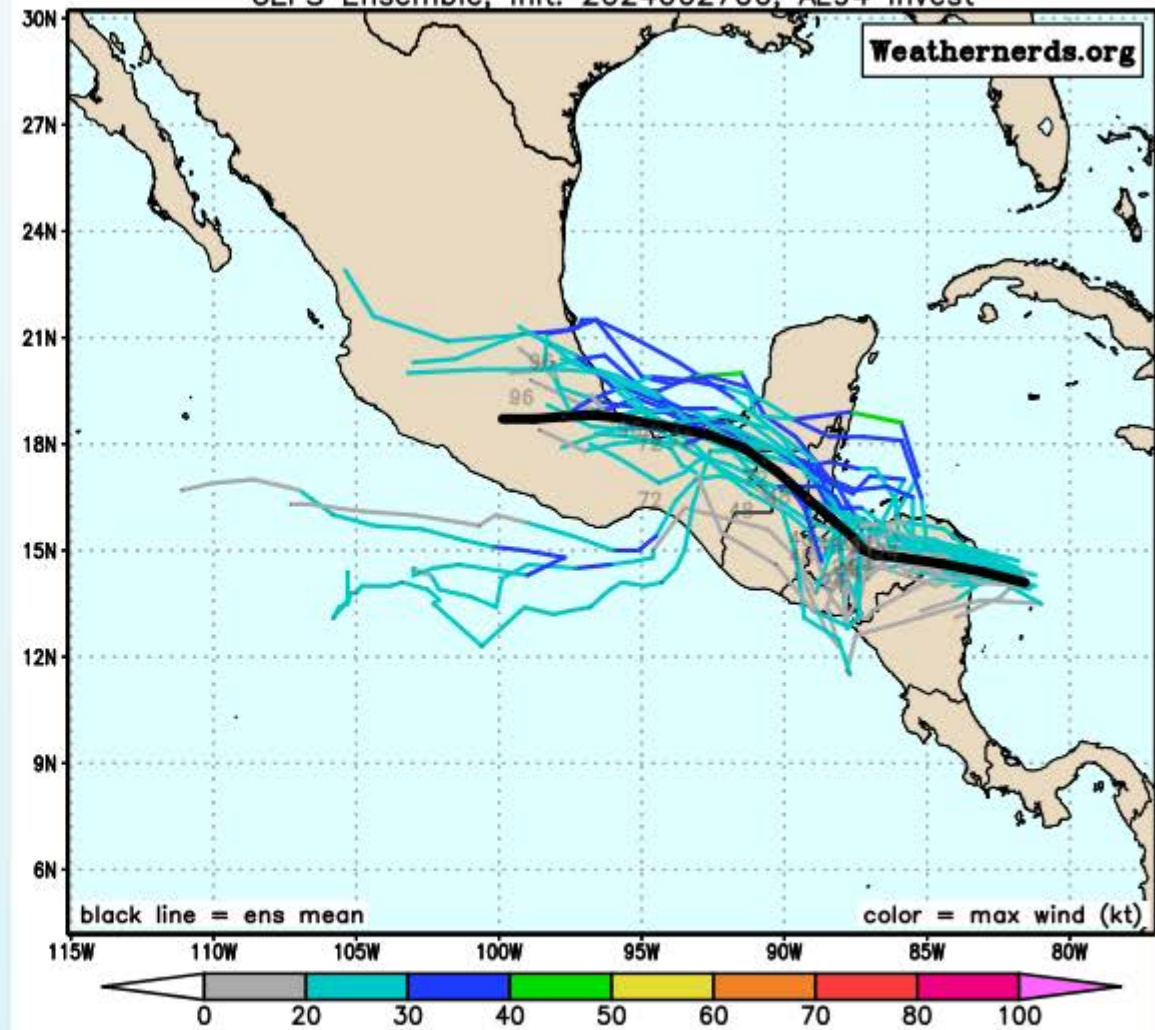 Weathernerds.org
30N
27N
24N
21N
96
96
18N
72
48
15N
12N
9N
6N
black line = ens mean
color = max wind (kt)
115W 110W 105W 100W 95W 90W 85W 80W
0 20 30 40 50 60 70 80 100